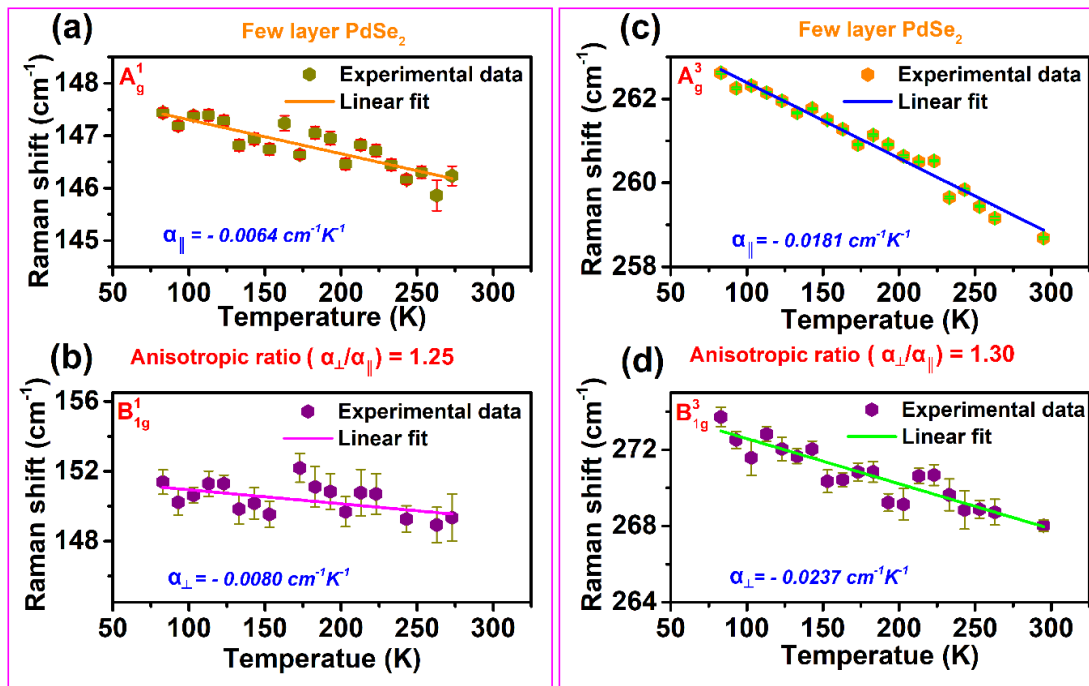 (a)
Few layer PdSe₂
A¹g
Experimental data
Linear fit
α∥ = - 0.0064 cm⁻¹K⁻¹
Raman shift (cm⁻¹)
148
147
146
145
50 100 150 200 250 300
Temperature (K)
(b)
Anisotropic ratio ( α⊥/α∥) = 1.25
B¹1g
Experimental data
Linear fit
α⊥ = - 0.0080 cm⁻¹K⁻¹
Raman shift (cm⁻¹)
156
152
148
50 100 150 200 250 300
Temperatue (K)
(c)
Few layer PdSe₂
A³g
Experimental data
Linear fit
α∥ = - 0.0181 cm⁻¹K⁻¹
Raman shift (cm⁻¹)
262
260
258
50 100 150 200 250 300
Temperatue (K)
(d)
Anisotropic ratio ( α⊥/α∥) = 1.30
B³1g
Experimental data
Linear fit
α⊥= - 0.0237 cm⁻¹K⁻¹
Raman shift (cm⁻¹)
272
268
264
50 100 150 200 250 300
Temperatue (K)